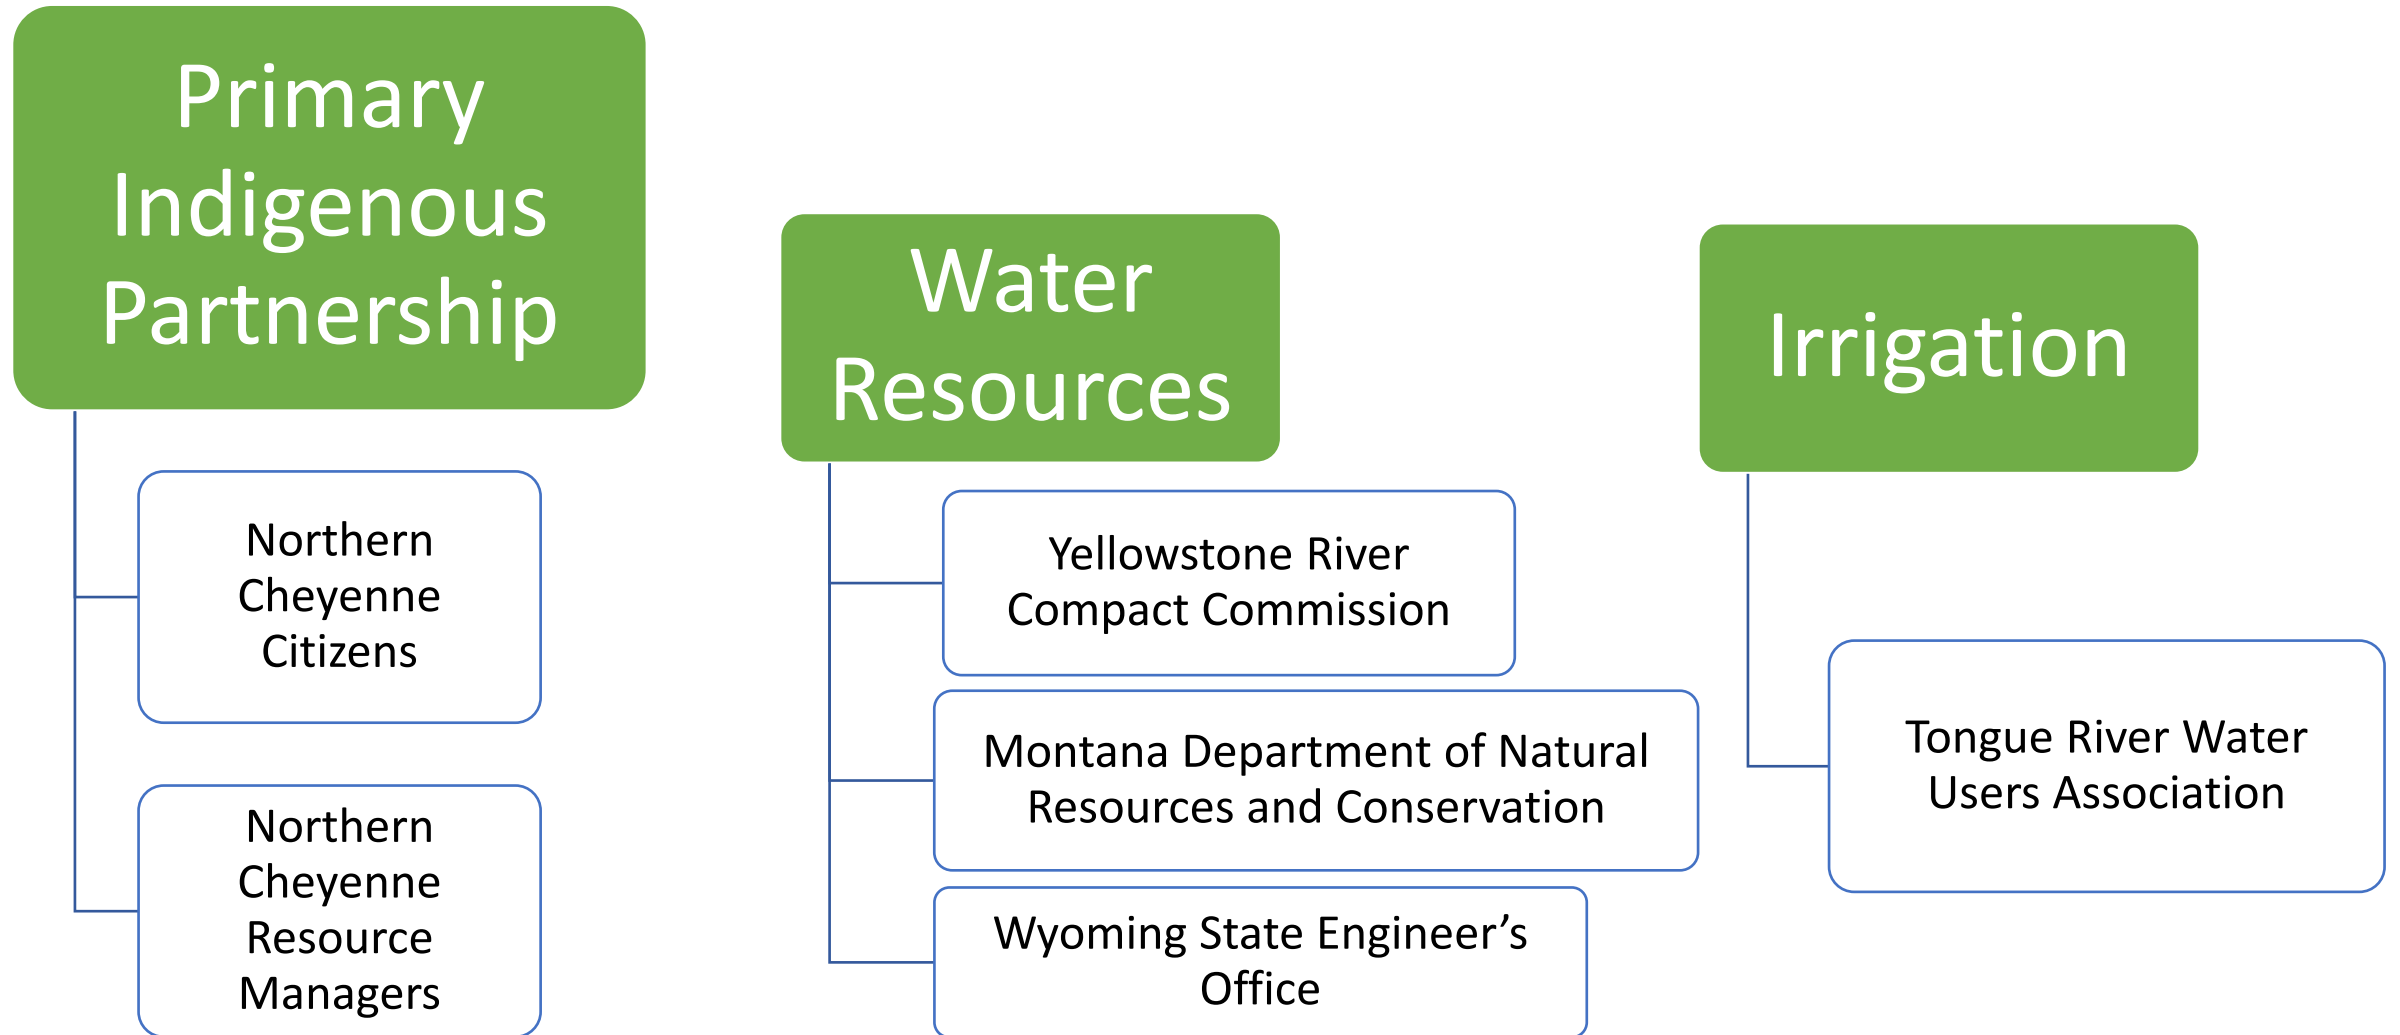 Primary
Indigenous
Partnership
Northern
Cheyenne
Citizens
Northern
Cheyenne
Resource
Managers
Water
Resources
Yellowstone River
Compact Commission
Montana Department of Natural
Resources and Conservation
Wyoming State Engineer’s
Office
Irrigation
Tongue River Water
Users Association